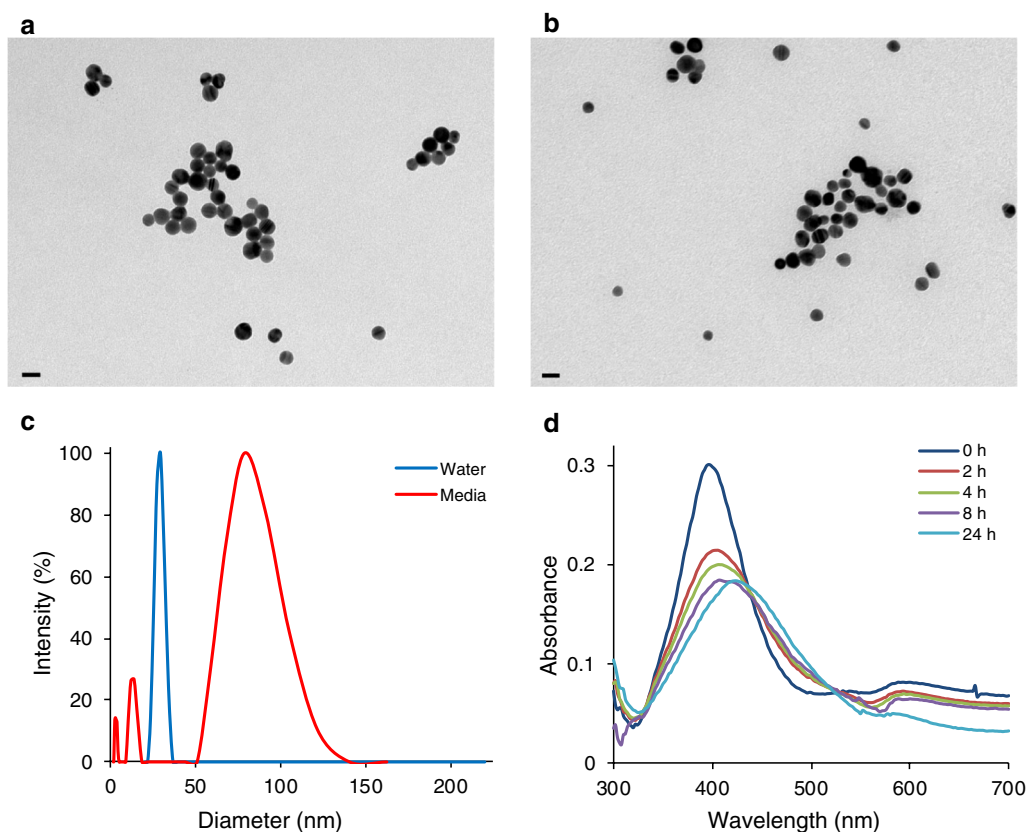 a
b
c
100
80
60
40
20
0
Intensity (%)
0 50 100 150 200
Diameter (nm)
Water
Media
d
0.3
0.2
0.1
0
Absorbance
300 400 500 600 700
Wavelength (nm)
0 h
2 h
4 h
8 h
24 h